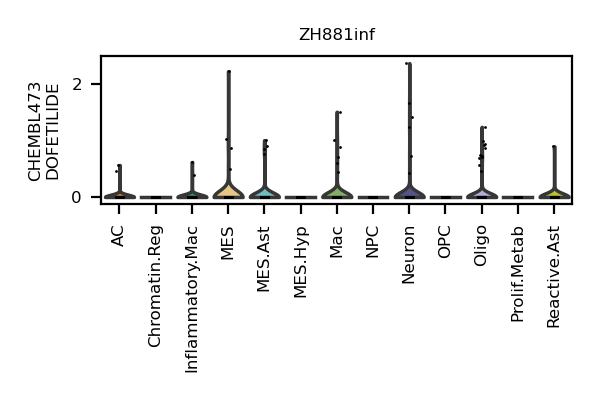 ZH881inf
CHEMBL473
DOFETILIDE
2
0
AC
Chromatin.Reg
Inflammatory.Mac
MES
MES.Ast
MES.Hyp
Mac
NPC
Neuron
OPC
Oligo
Prolif.Metab
Reactive.Ast